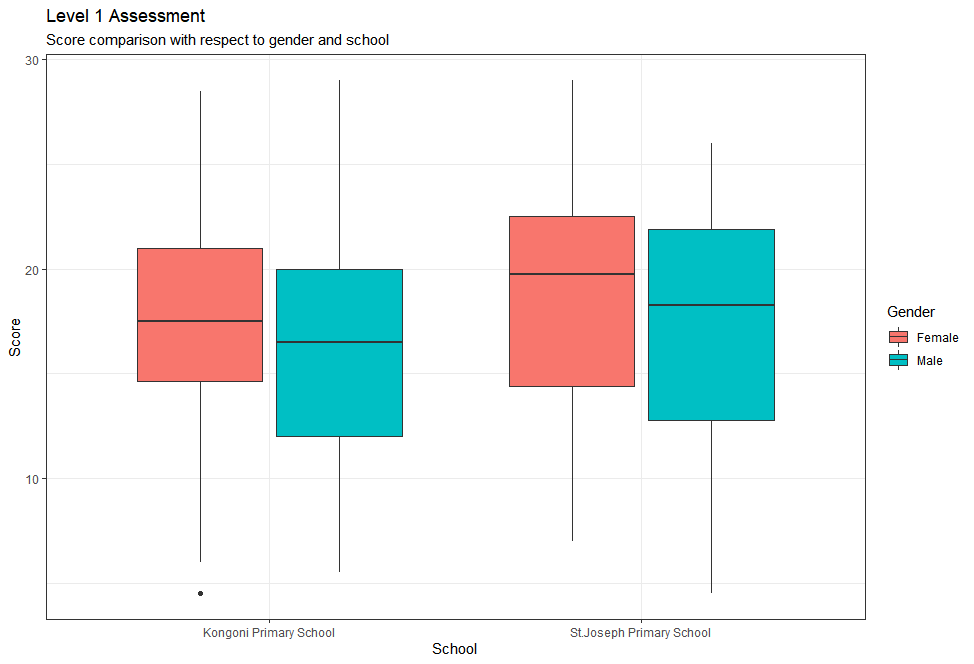 Level 1 Assessment
Score comparison with respect to gender and school
30
20
10
Score
Kongoni Primary School
St.Joseph Primary School
School
Gender
Female
Male